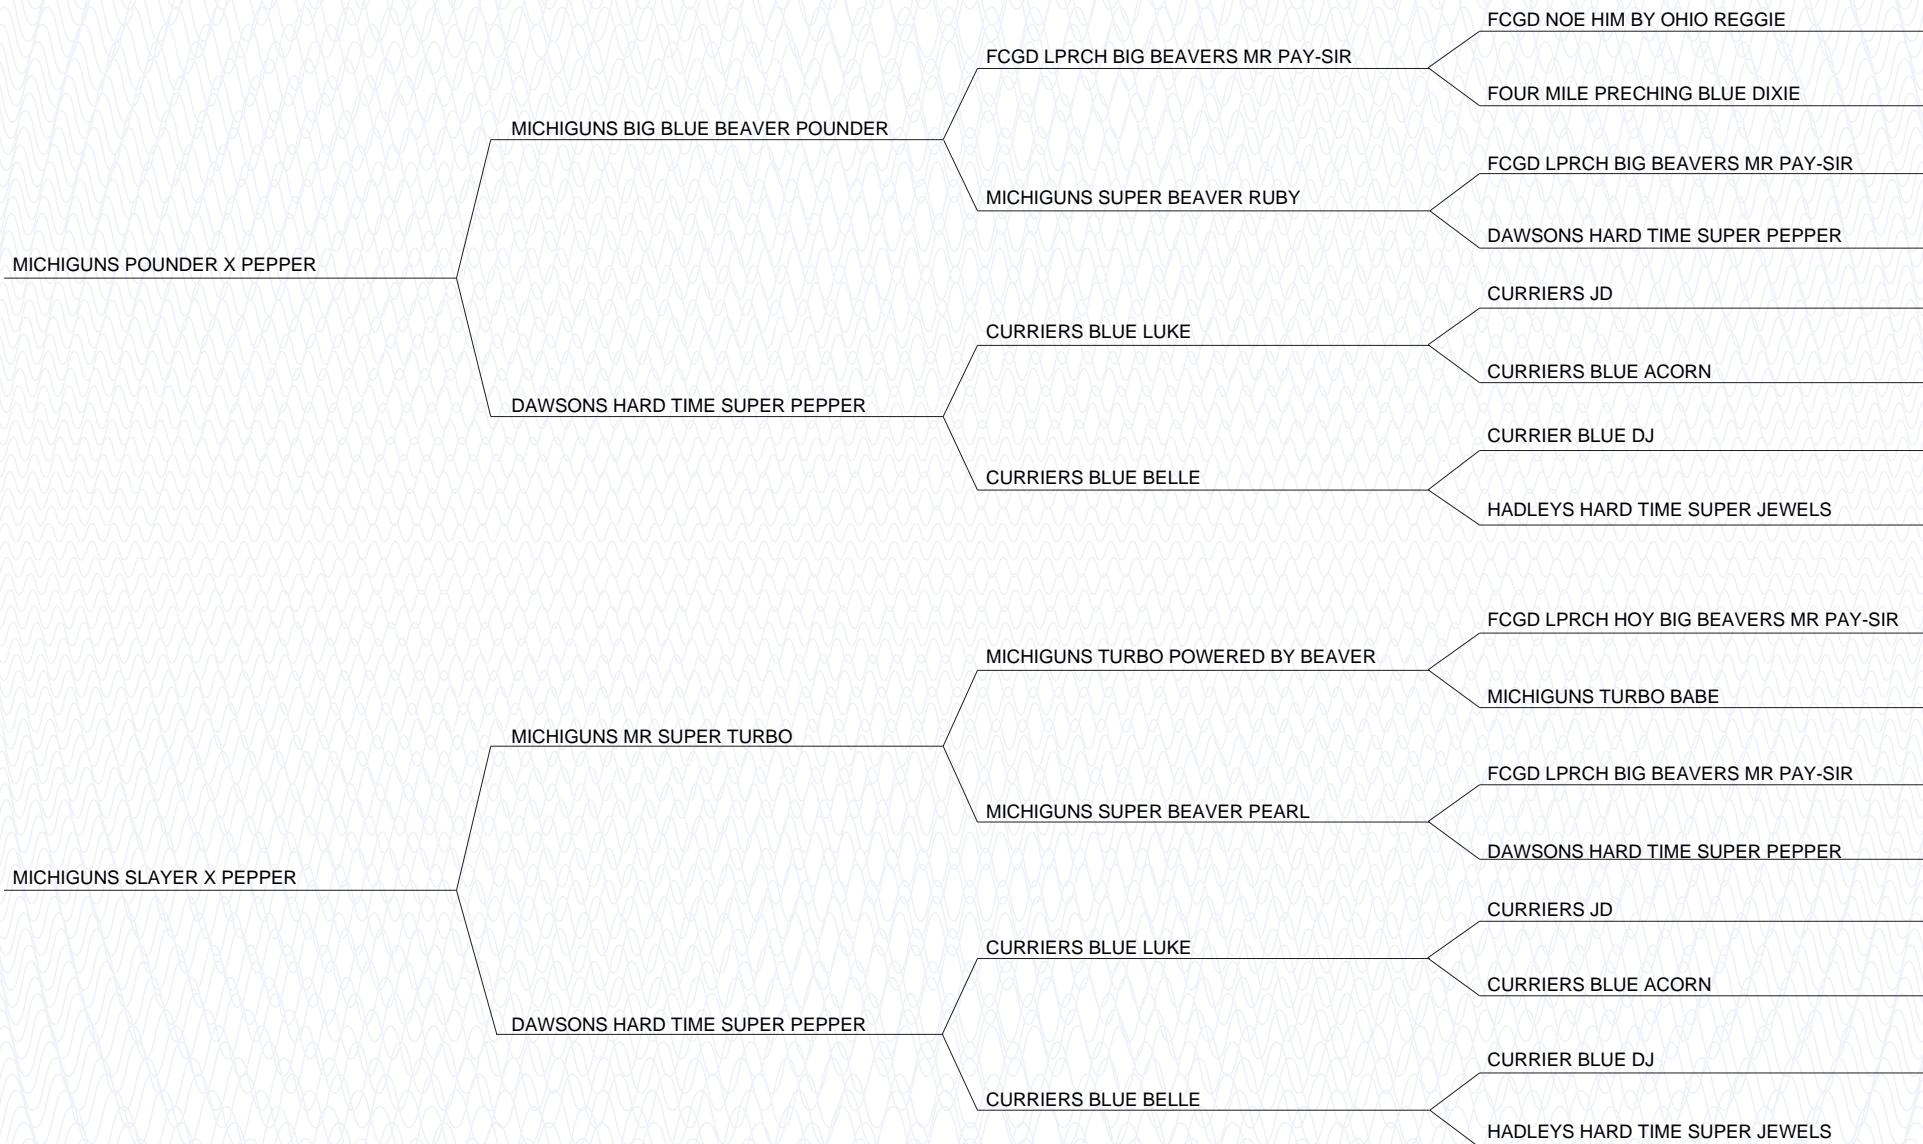 FCGD NOE HIM BY OHIO REGGIE
FCGD LPRCH BIG BEAVERS MR PAY-SIR
FOUR MILE PRECHING BLUE DIXIE
MICHIGUNS BIG BLUE BEAVER POUNDER
FCGD LPRCH BIG BEAVERS MR PAY-SIR
MICHIGUNS SUPER BEAVER RUBY
DAWSONS HARD TIME SUPER PEPPER
MICHIGUNS POUNDER X PEPPER
CURRIERS JD
CURRIERS BLUE LUKE
CURRIERS BLUE ACORN
DAWSONS HARD TIME SUPER PEPPER
CURRIER BLUE DJ
CURRIERS BLUE BELLE
HADLEYS HARD TIME SUPER JEWELS
FCGD LPRCH HOY BIG BEAVERS MR PAY-SIR
MICHIGUNS TURBO POWERED BY BEAVER
MICHIGUNS TURBO BABE
MICHIGUNS MR SUPER TURBO
FCGD LPRCH BIG BEAVERS MR PAY-SIR
MICHIGUNS SUPER BEAVER PEARL
DAWSONS HARD TIME SUPER PEPPER
MICHIGUNS SLAYER X PEPPER
CURRIERS JD
CURRIERS BLUE LUKE
CURRIERS BLUE ACORN
DAWSONS HARD TIME SUPER PEPPER
CURRIER BLUE DJ
CURRIERS BLUE BELLE
HADLEYS HARD TIME SUPER JEWELS